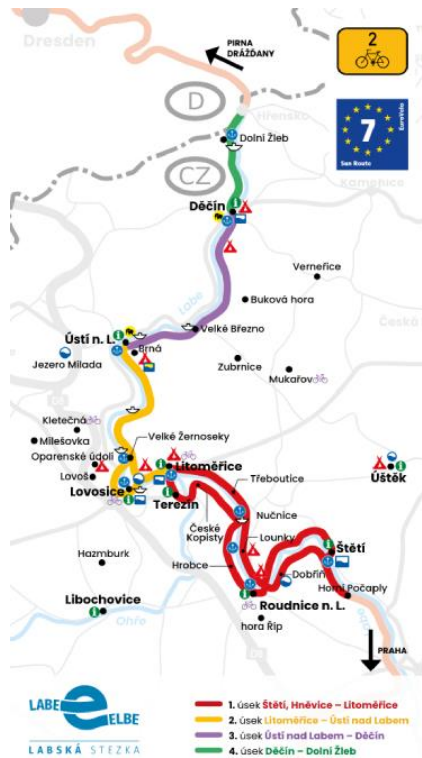 Dresden
PIRNA
DRÁŽĎANY
2
D
Hřensko
7
EuroVelo
Sun Route
Dolní Žleb
CZ
Kamenice
Děčín
Verneřice
Labe
Buková hora
Velké Březno
Česká
Ústí n. L.
Brná
Jezero Milada
Zubrnice
Mukařov
Kletečná
Milešovka
Velké Žernoseky
Oparenské údolí
Lovoš
Litoměřice
Třeboutice
Úštěk
Lovosice
Terezín
Nučnice
České
Kopisty
Lounky
Štětí
Hazmburk
Hrobce
Dobříň
Horní Počaply
Libochovice
Roudnice n. L.
Ohře
hora Říp
PRAHA
LABE
ELBE
LABSKÁ STEZKA
1. úsek Štětí, Hněvice – Litoměřice
2. úsek Litoměřice – Ústí nad Labem
3. úsek Ústí nad Labem – Děčín
4. úsek Děčín – Dolní Žleb